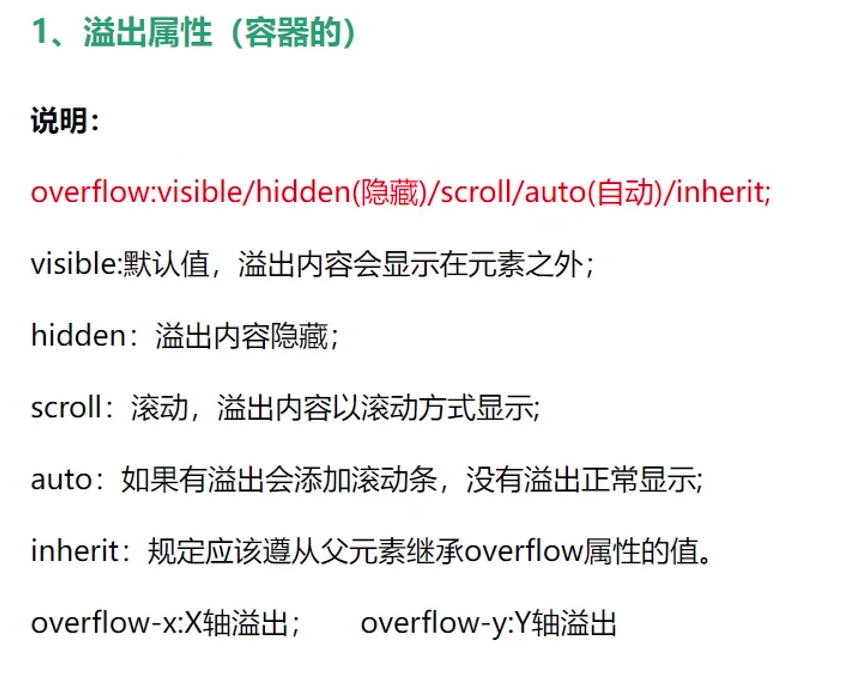 1、溢出属性（容器的）
说明：
overflow:visible/hidden(隐藏)/scroll/auto(自动)/inherit;
visible:默认值，溢出内容会显示在元素之外；
hidden：溢出内容隐藏；
scroll：滚动，溢出内容以滚动方式显示;
auto：如果有溢出会添加滚动条，没有溢出正常显示;
inherit：规定应该遵从父元素继承overflow属性的值。
overflow-x:X轴溢出； overflow-y:Y轴溢出